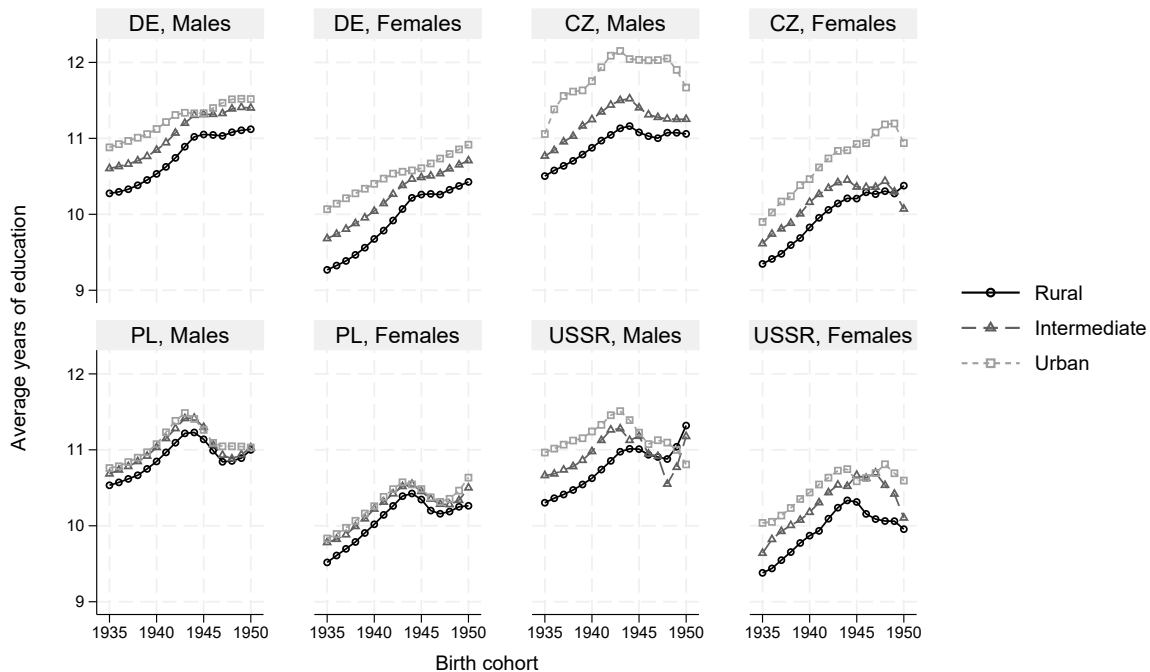 DE, Males
DE, Females
CZ, Males
CZ, Females
12
11
10
9
Average years of education
PL, Males
PL, Females
USSR, Males
USSR, Females
12
11
10
9
1935 1940 1945 1950
1935 1940 1945 1950
1935 1940 1945 1950
1935 1940 1945 1950
Birth cohort
Rural
Intermediate
Urban